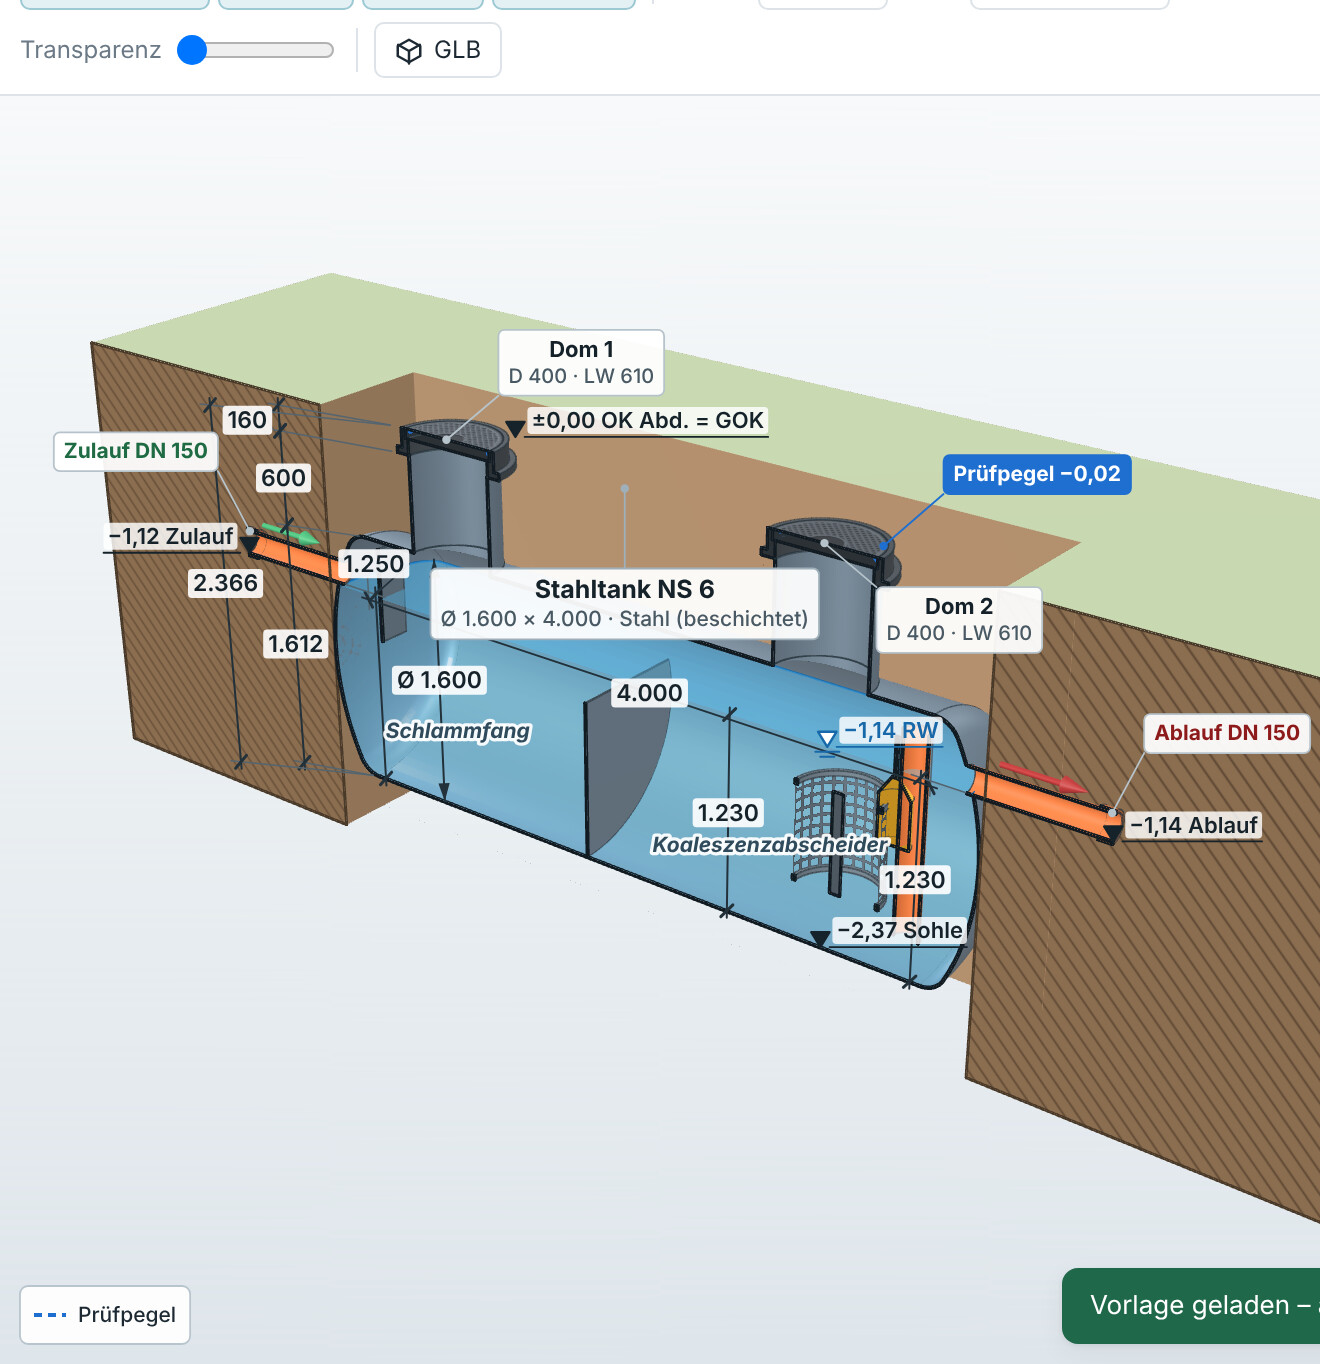 Transparenz
GLB
Dom 1
D 400 · LW 610
160
±0,00 OK Abd. = GOK
Zulauf DN 150
600
Prüfpegel −0,02
−1,12 Zulauf
1.250
2.366
Stahltank NS 6
Ø 1.600 × 4.000 · Stahl (beschichtet)
Dom 2
D 400 · LW 610
1.612
Ø 1.600
4.000
Schlammfang
−1,14 RW
Ablauf DN 150
1.230
−1,14 Ablauf
Koaleszenzabscheider
1.230
−2,37 Sohle
Prüfpegel
Vorlage geladen –